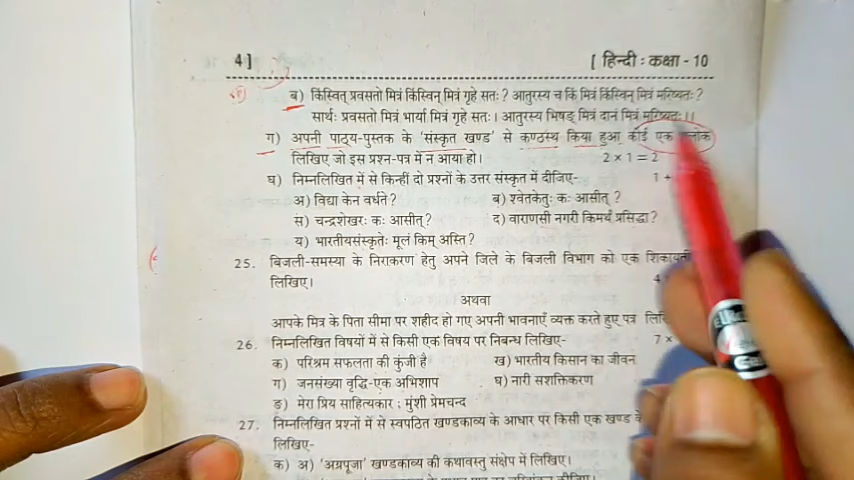 4]
[ हिन्दी : कक्षा - 10
ब) किंस्वित् प्रवसतो मित्रं किंस्विन् मित्रं गृहे सतः? आतुरस्य च किं मित्रं किंस्विन् मित्रं मरिष्यतः?
सार्थः प्रवसतो मित्रं भार्या मित्रं गृहे सतः। आतुरस्य भिषङ् मित्रं दानं मित्रं मरिष्यतः।।
ग) अपनी पाठ्य-पुस्तक के 'संस्कृत खण्ड' से कण्ठस्थ किया हुआ कोई एक श्लोक
लिखिए जो इस प्रश्न-पत्र में न आया हो। 2 × 1 = 2
घ) निम्नलिखित में से किन्हीं दो प्रश्नों के उत्तर संस्कृत में दीजिए- 1 +
अ) विद्या केन वर्धते? ब) श्वेतकेतुः कः आसीत् ?
स) चन्द्रशेखरः कः आसीत्? द) वाराणसी नगरी किमर्थं प्रसिद्धा?
य) भारतीयसंस्कृतेः मूलं किम् अस्ति?
25. बिजली-समस्या के निराकरण हेतु अपने जिले के बिजली विभाग को एक शिकायती
लिखिए। 4
अथवा
आपके मित्र के पिता सीमा पर शहीद हो गए अपनी भावनाएँ व्यक्त करते हुए पत्र
26. निम्नलिखित विषयों में से किसी एक विषय पर निबन्ध लिखिए- 7 ×
क) परिश्रम सफलता की कुंजी है ख) भारतीय किसान का जीवन
ग) जनसंख्या वृद्धि-एक अभिशाप घ) नारी सशक्तिकरण
ङ) मेरा प्रिय साहित्यकार : मुंशी प्रेमचन्द
27. निम्नलिखित प्रश्नों में से स्वपठित खण्डकाव्य के आधार पर किसी एक खण्ड
लिखिए-
क) अ) 'अग्रपूजा' खण्डकाव्य की कथावस्तु संक्षेप में लिखिए।